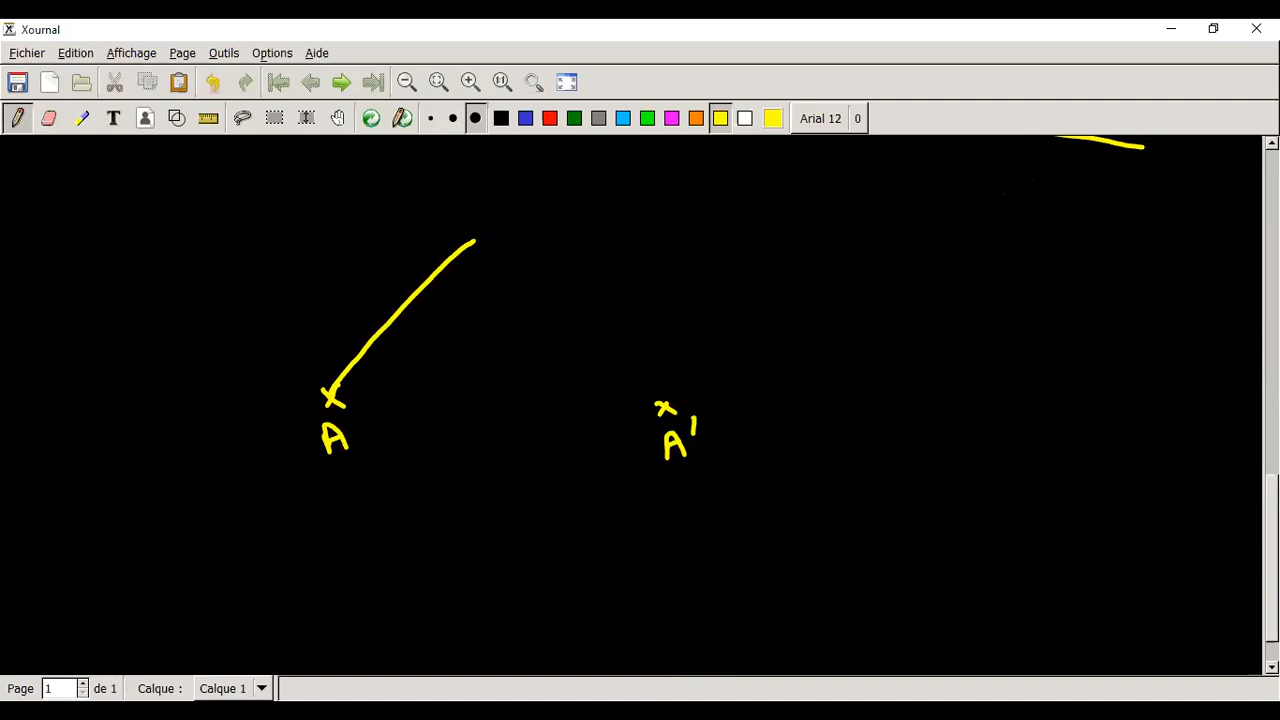 Xournal
Fichier Edition Affichage Page Outils Options Aide
T Arial 12 0
A A'
Page 1 de 1 Calque : Calque 1